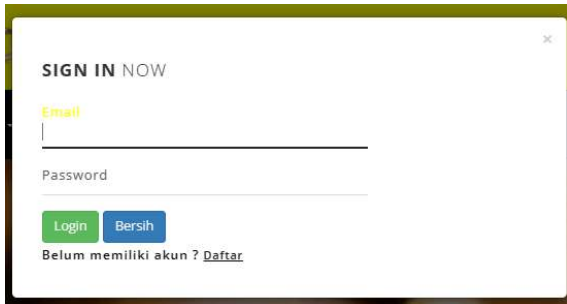 ×
SIGN IN NOW
Email
Password
Login Bersih
Belum memiliki akun ? Daftar